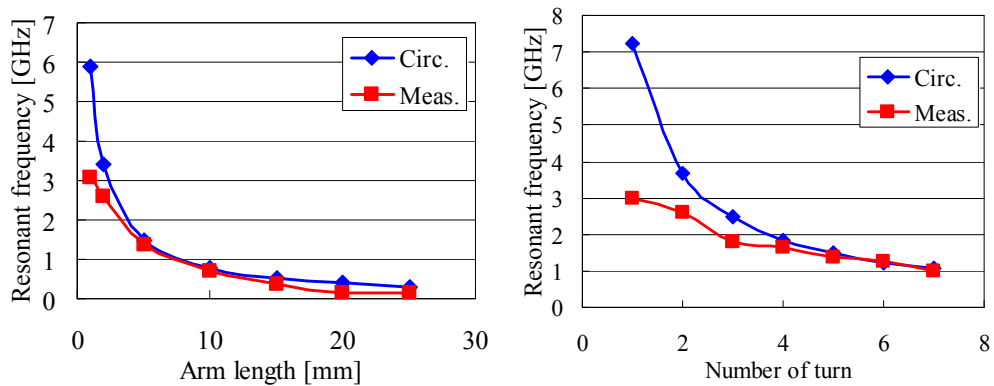 Resonant frequency [GHz]
7
6
5
4
3
2
1
0
Circ.
Meas.
0 10 20 30
Arm length [mm]
Resonant frequency [GHz]
8
7
6
5
4
3
2
1
0
Circ.
Meas.
0 2 4 6 8
Number of turn